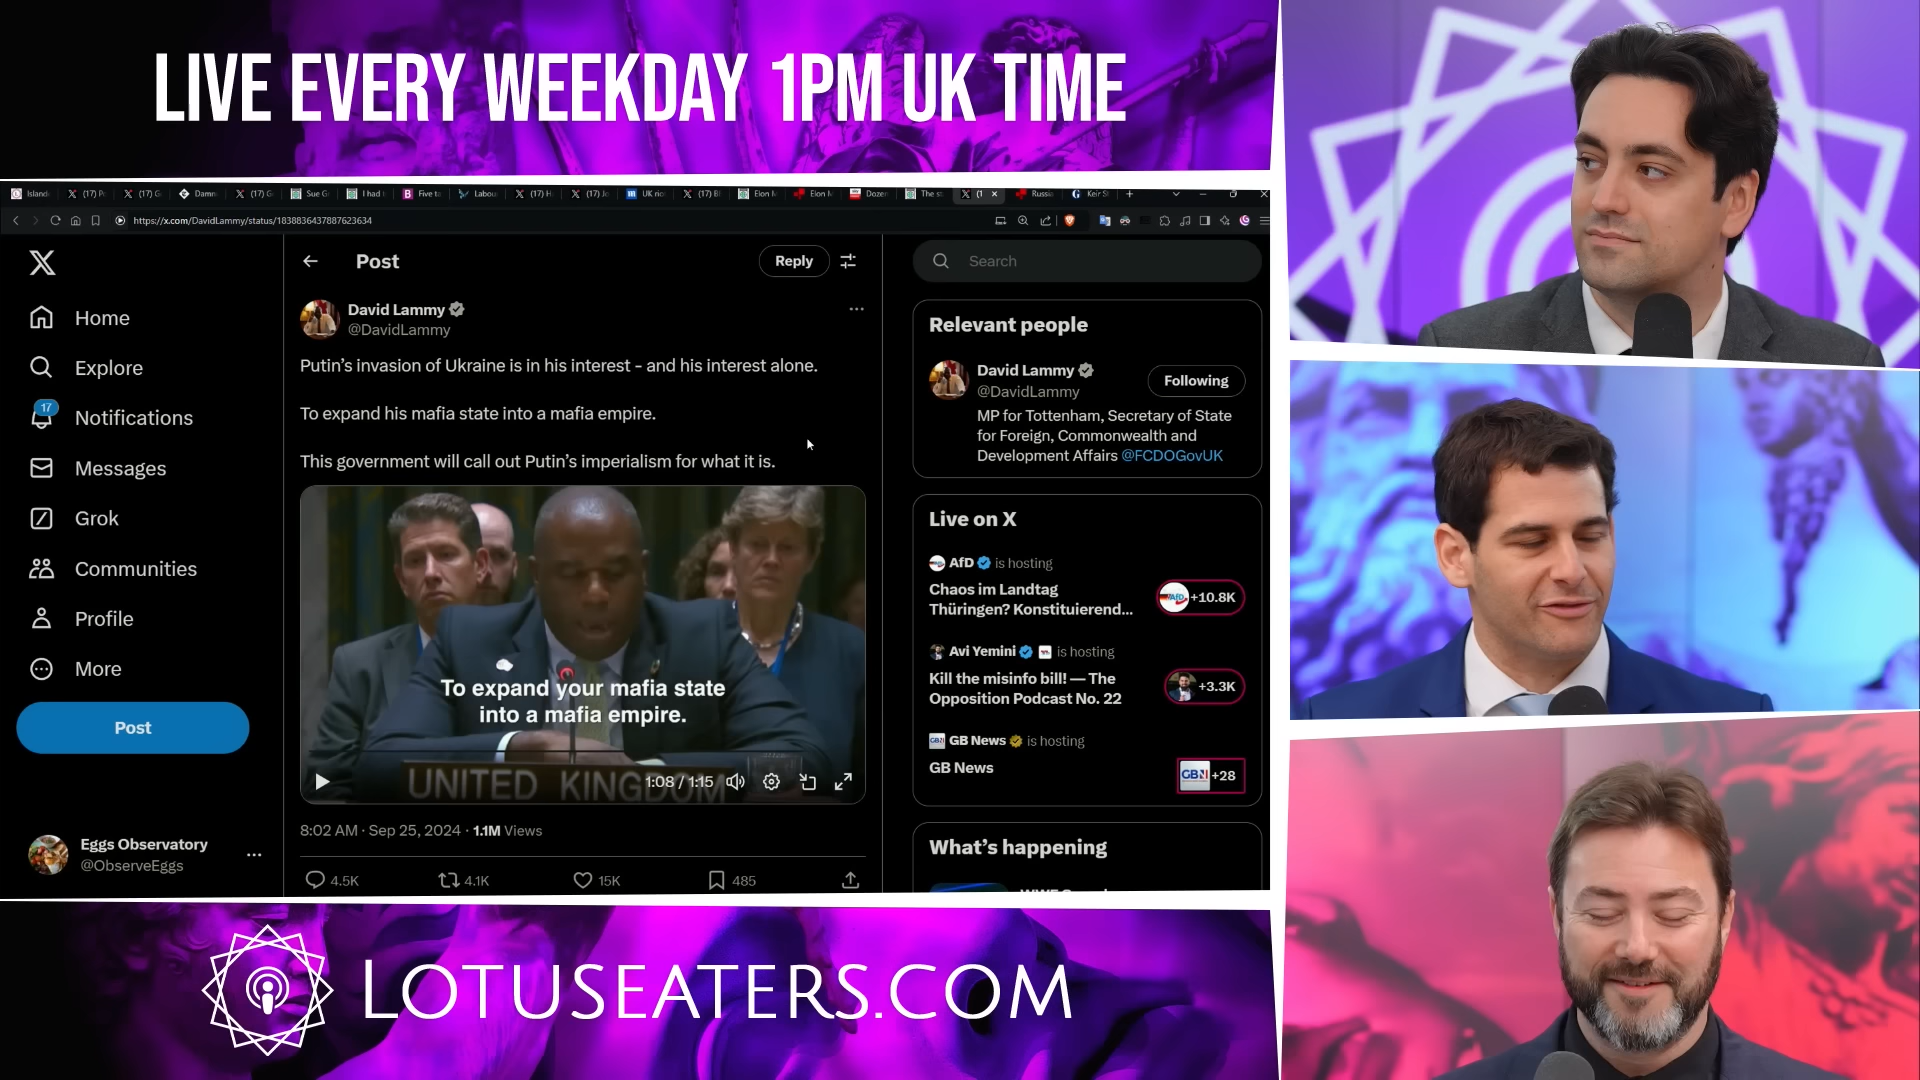 LIVE EVERY WEEKDAY 1PM UK TIME
https://x.com/DavidLammy/status/1838836437887623634
Post
Reply
Search
David Lammy
@DavidLammy
Putin’s invasion of Ukraine is in his interest - and his interest alone.
To expand his mafia state into a mafia empire.
This government will call out Putin’s imperialism for what it is.
To expand your mafia state
into a mafia empire.
UNITED KINGDOM
1:08 / 1:15
8:02 AM · Sep 25, 2024 · 1.1M Views
4.5K
4.1K
15K
485
Home
Explore
17
Notifications
Messages
Grok
Communities
Profile
More
Post
Eggs Observatory
@ObserveEggs
Relevant people
David Lammy
@DavidLammy
Following
MP for Tottenham, Secretary of State
for Foreign, Commonwealth and
Development Affairs @FCDOGovUK
Live on X
AfD is hosting
Chaos im Landtag
Thüringen? Konstituierend...
+10.8K
Avi Yemini is hosting
Kill the misinfo bill! — The
Opposition Podcast No. 22
+3.3K
GB News is hosting
GB News
GBN +28
What’s happening
LOTUSEATERS.COM